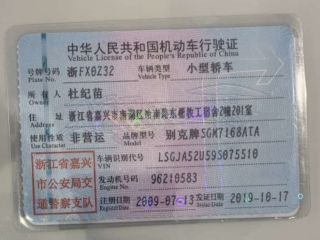 中华人民共和国机动车行驶证
Vehicle License of the People's Republic of China
号牌号码 浙FX0Z32 车辆类型 小型轿车
Plate No. Vehicle Type
所有人 杜纪苗
Owner
住址 浙江省嘉兴市南湖区
使用性质 非营运 品牌型号 别克牌SGM7168ATA
Use Character Model
浙江省嘉兴
市公安局交
通警察支队
车辆识别代号 LSGJA52U59S075510
VIN
发动机号码 96210583
Engine No.
注册日期 2009-07-13 发证日期 2019-10-17
Register Date Issue Date